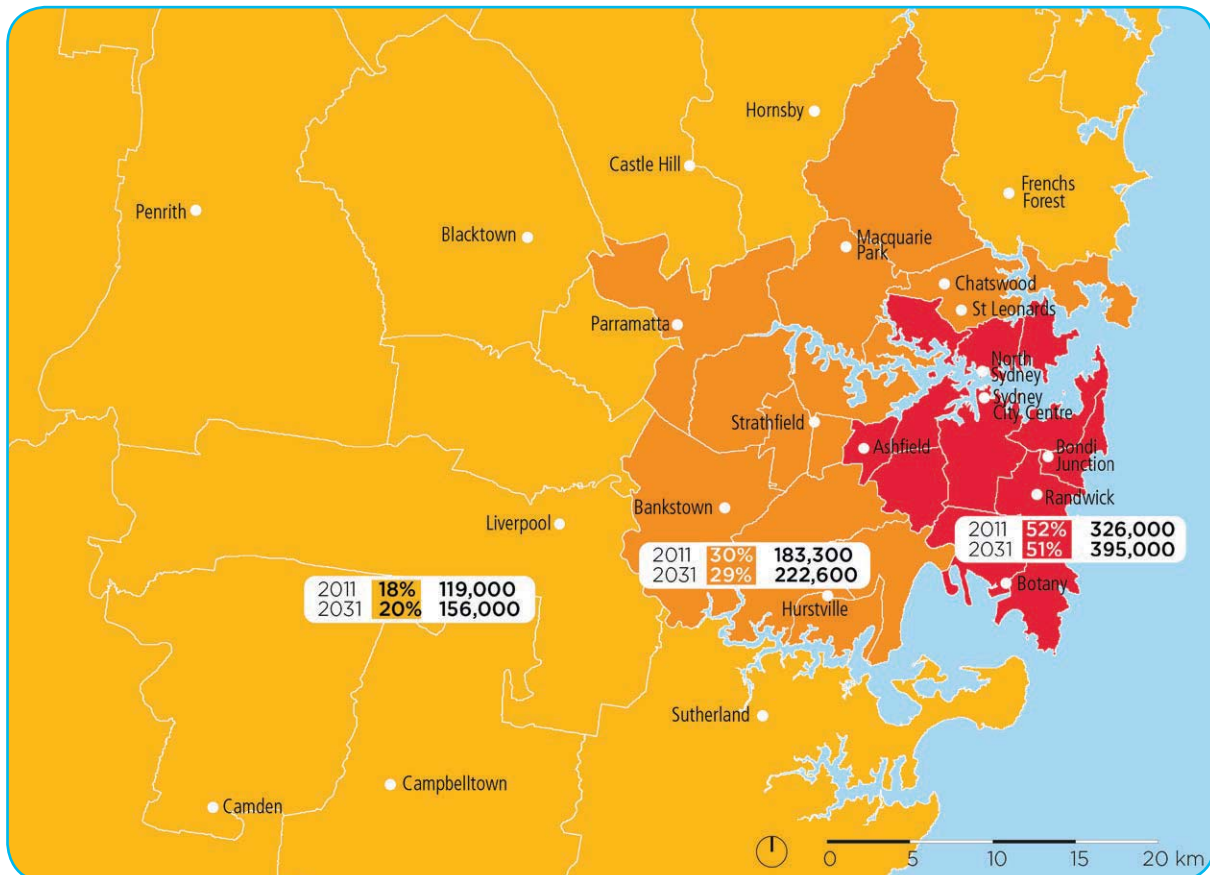 Hornsby
Castle Hill
Frenchs
Forest
Penrith
Blacktown
Macquarie
Park
Chatswood
St Leonards
Parramatta
North
Sydney
Sydney
City Centre
Strathfield
Ashfield
Bondi
Junction
Randwick
Bankstown
Liverpool
2011 52% 326,000
2031 51% 395,000
2011 30% 183,300
2031 29% 222,600
2011 18% 119,000
2031 20% 156,000
Botany
Hurstville
Sutherland
Campbelltown
Camden
0 5 10 15 20 km